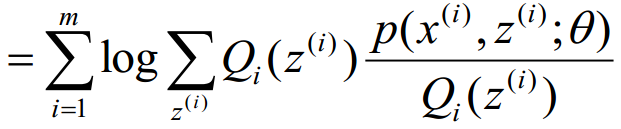 = \sum_{i=1}^{m} \log \sum_{z^{(i)}} Q_i(z^{(i)}) \frac{p(x^{(i)}, z^{(i)}; \theta)}{Q_i(z^{(i)})}